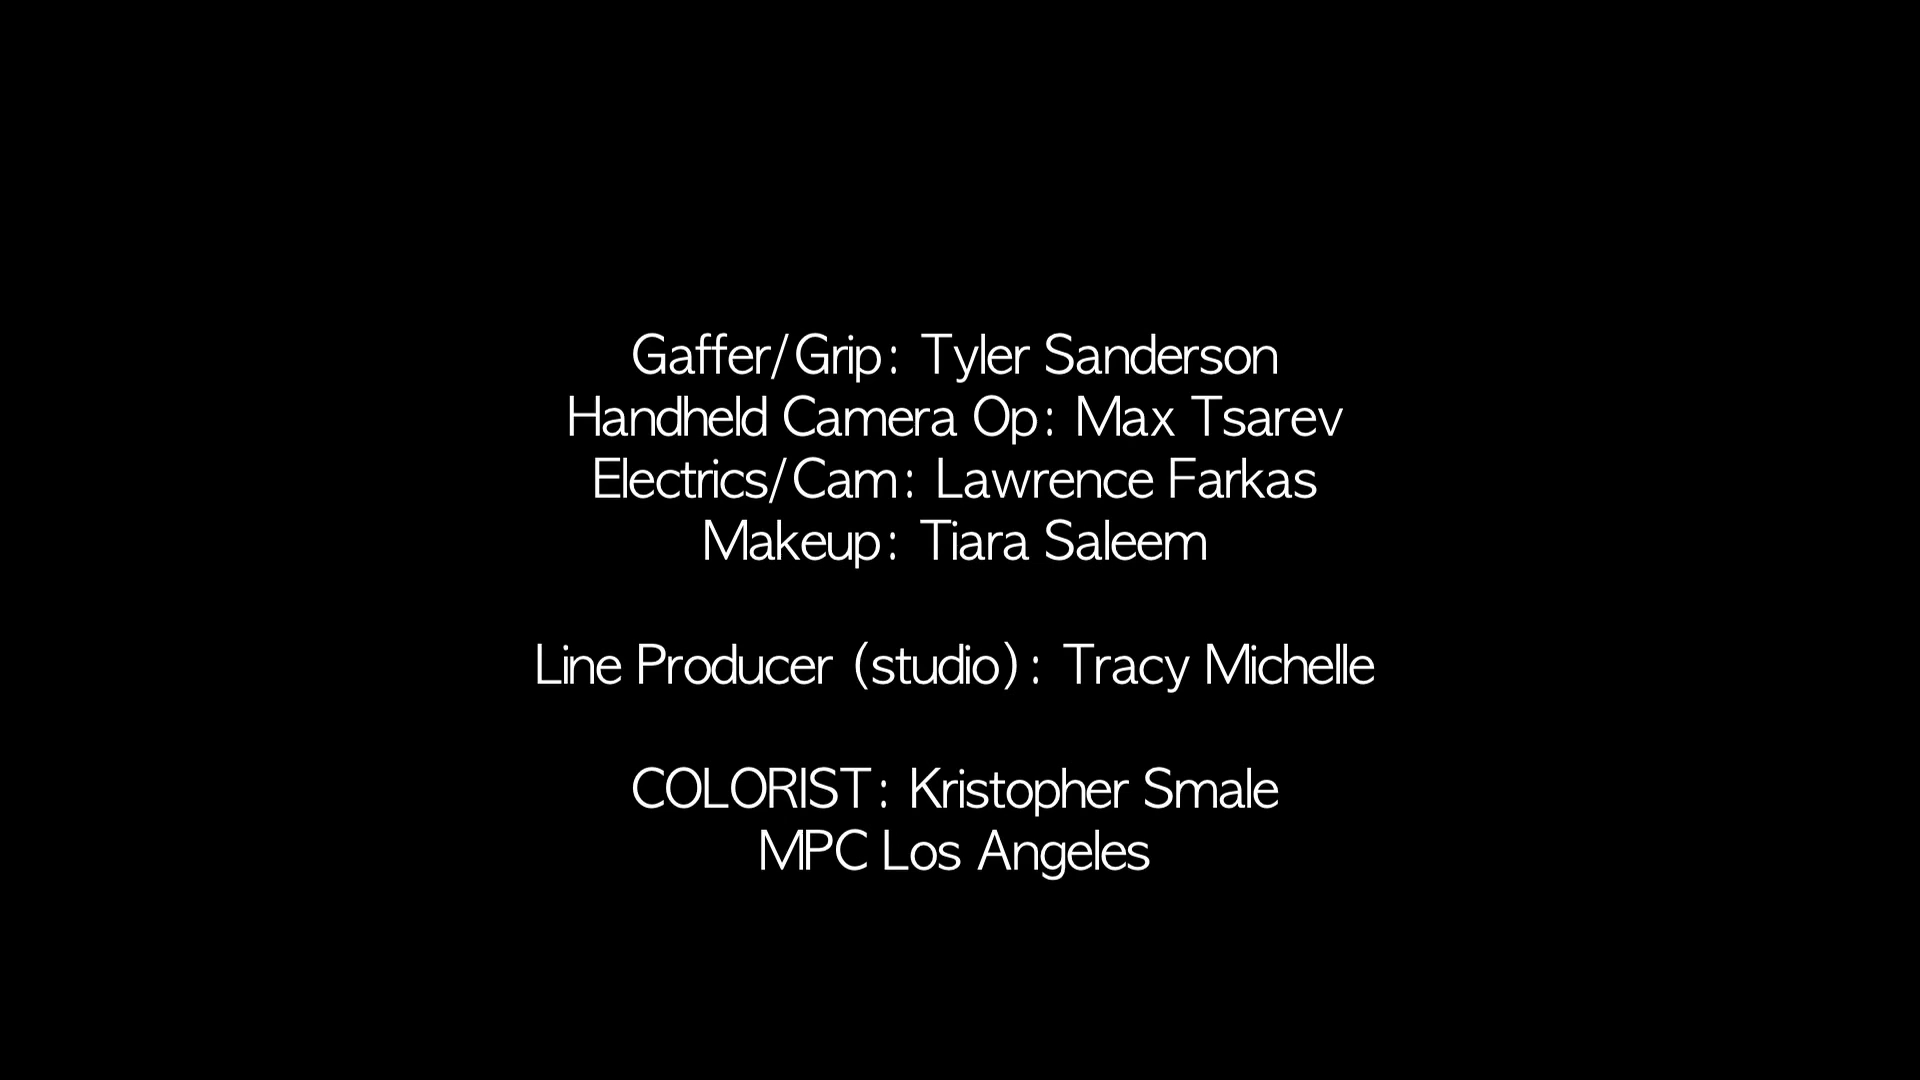 Gaffer/Grip: Tyler Sanderson
Handheld Camera Op: Max Tsarev
Electrics/Cam: Lawrence Farkas
Makeup: Tiara Saleem
Line Producer (studio): Tracy Michelle
COLORIST: Kristopher Smale
MPC Los Angeles